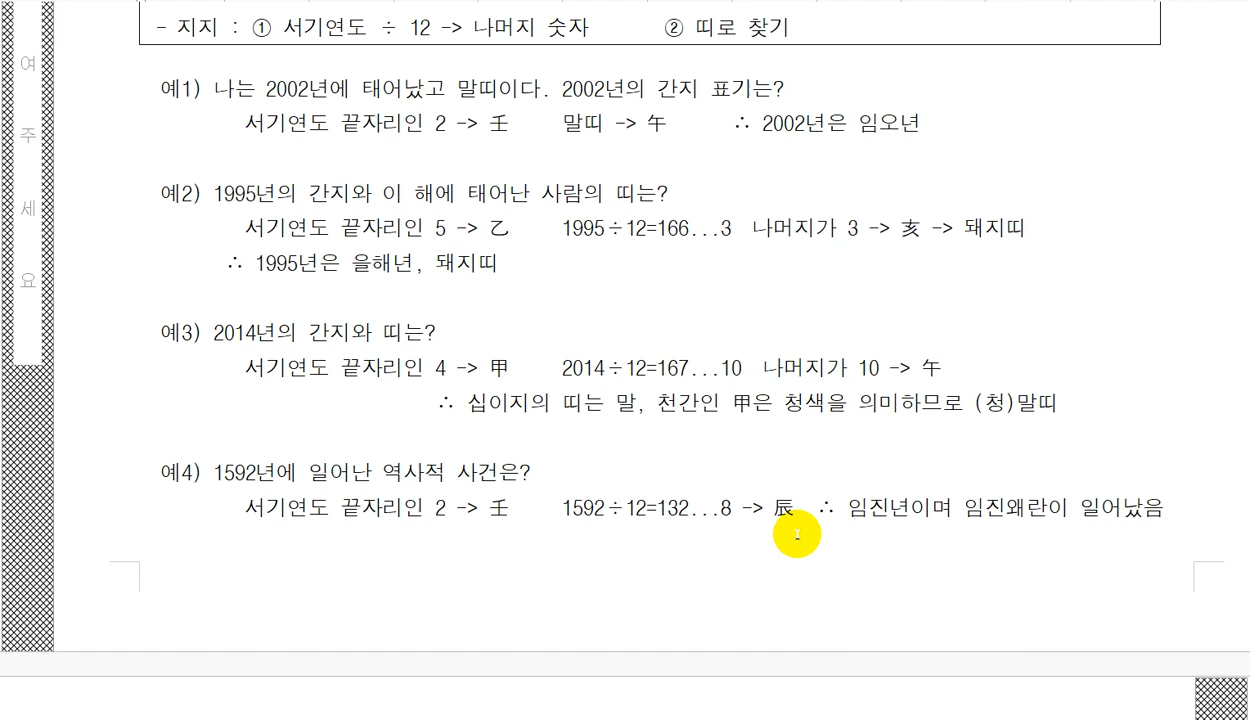 - 지지 : ① 서기연도 ÷ 12 -> 나머지 숫자 ② 띠로 찾기
예1) 나는 2002년에 태어났고 말띠이다. 2002년의 간지 표기는?
서기연도 끝자리인 2 -> 壬 말띠 -> 午 ∴ 2002년은 임오년
예2) 1995년의 간지와 이 해에 태어난 사람의 띠는?
서기연도 끝자리인 5 -> 乙 1995÷12=166...3 나머지가 3 -> 亥 -> 돼지띠
∴ 1995년은 을해년, 돼지띠
예3) 2014년의 간지와 띠는?
서기연도 끝자리인 4 -> 甲 2014÷12=167...10 나머지가 10 -> 午
∴ 십이지의 띠는 말, 천간인 甲은 청색을 의미하므로 (청)말띠
예4) 1592년에 일어난 역사적 사건은?
서기연도 끝자리인 2 -> 壬 1592÷12=132...8 -> 辰 ∴ 임진년이며 임진왜란이 일어났음
여
주
세
요